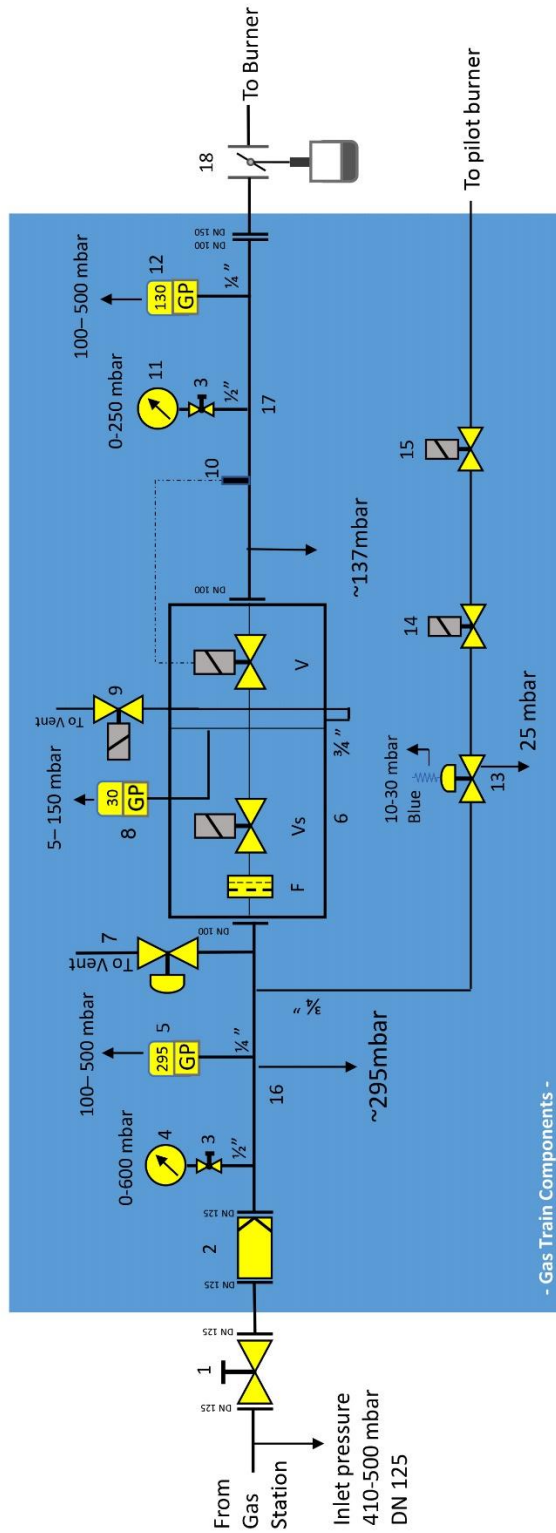 From
Gas
Station
Inlet pressure
410-500 mbar
DN 125
DN 125
1
DN 125
DN 125
2
DN 125
0-600 mbar
4
3
½”
16
~295mbar
100– 500 mbar
295
GP
5
¼”
7
To Vent
¾”
DN 100
F
Vs
6
5– 150 mbar
30
GP
8
To Vent
9
¾”
V
DN 100
~137mbar
10
0-250 mbar
11
3
½”
17
100– 500 mbar
130
GP
12
¼”
DN 100
DN 150
18
To Burner
10-30 mbar
Blue
13
25 mbar
14
15
To pilot burner
- Gas Train Components -